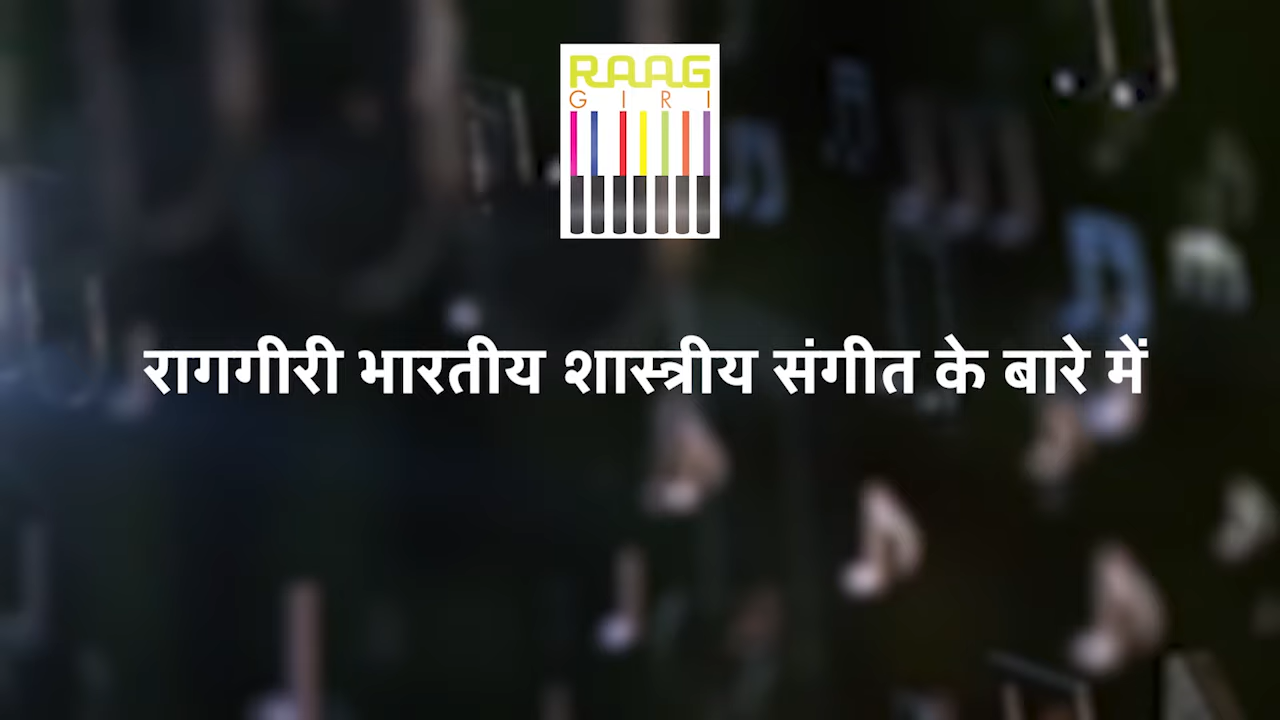 RAAG
GIRI
रागगीरी भारतीय शास्त्रीय संगीत के बारे में